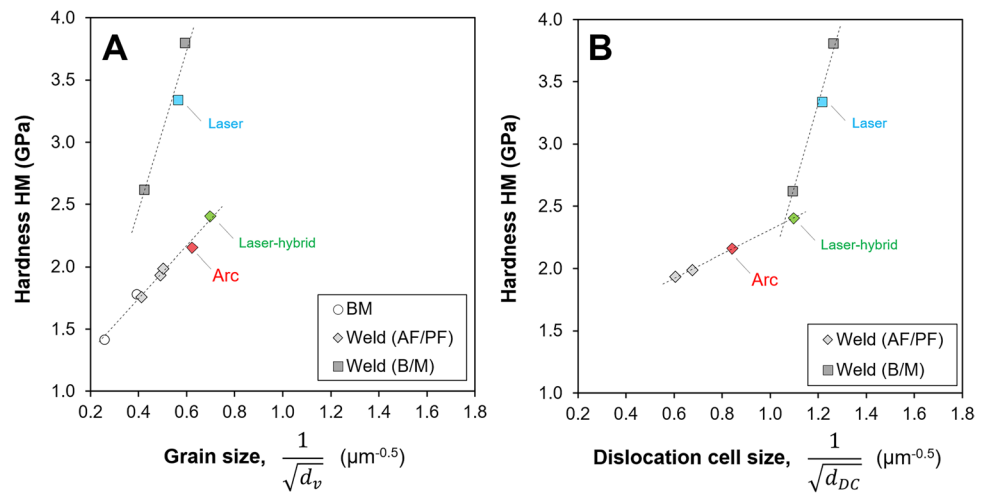 A
Hardness HM (GPa)
4.0
3.5
3.0
2.5
2.0
1.5
1.0
0.2 0.4 0.6 0.8 1.0 1.2 1.4 1.6 1.8
Laser
Laser-hybrid
Arc
BM
Weld (AF/PF)
Weld (B/M)
Grain size, 1/√d_v (µm^-0.5)
B
Hardness HM (GPa)
4.0
3.5
3.0
2.5
2.0
1.5
1.0
0.2 0.4 0.6 0.8 1.0 1.2 1.4 1.6 1.8
Laser
Laser-hybrid
Arc
Weld (AF/PF)
Weld (B/M)
Dislocation cell size, 1/√d_DC (µm^-0.5)